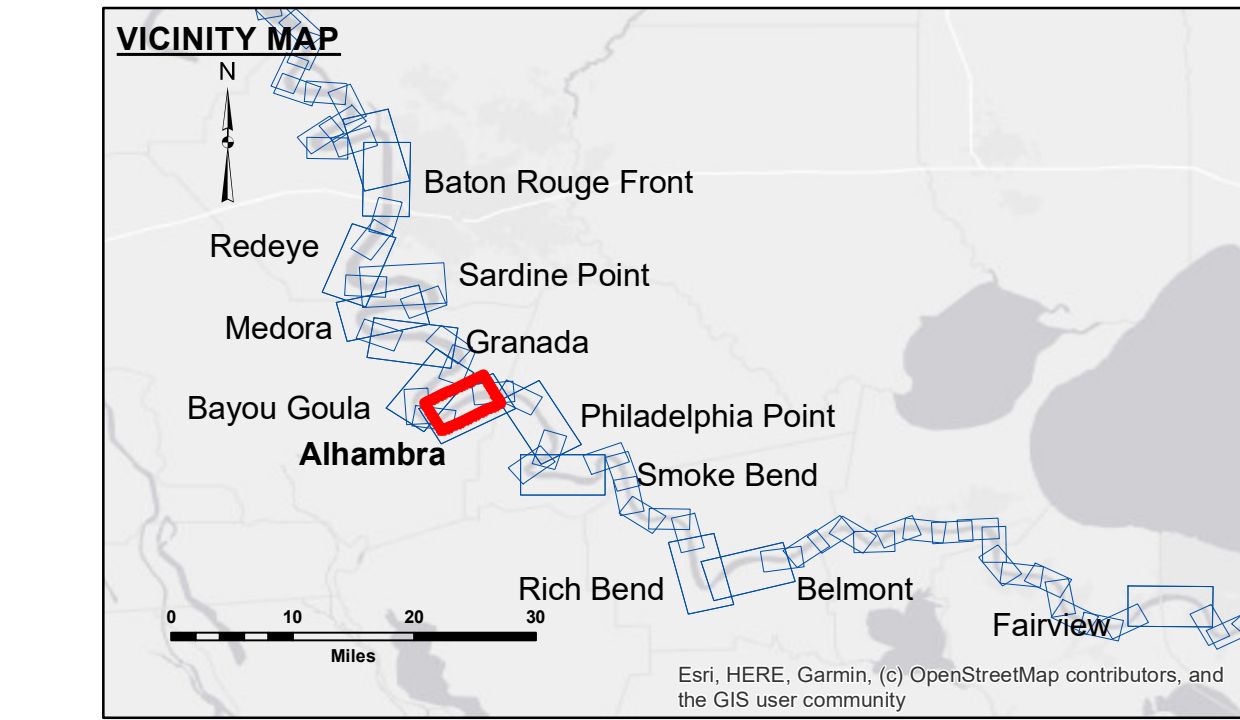 VICINITY MAP
N
Baton Rouge Front
Redeye
Sardine Point
Medora
Granada
Bayou Goula
Philadelphia Point
Alhambra
Smoke Bend
Rich Bend
Belmont
Fairview
0 10 20 30
Miles
Esri, HERE, Garmin, (c) OpenStreetMap contributors, and
the GIS user community